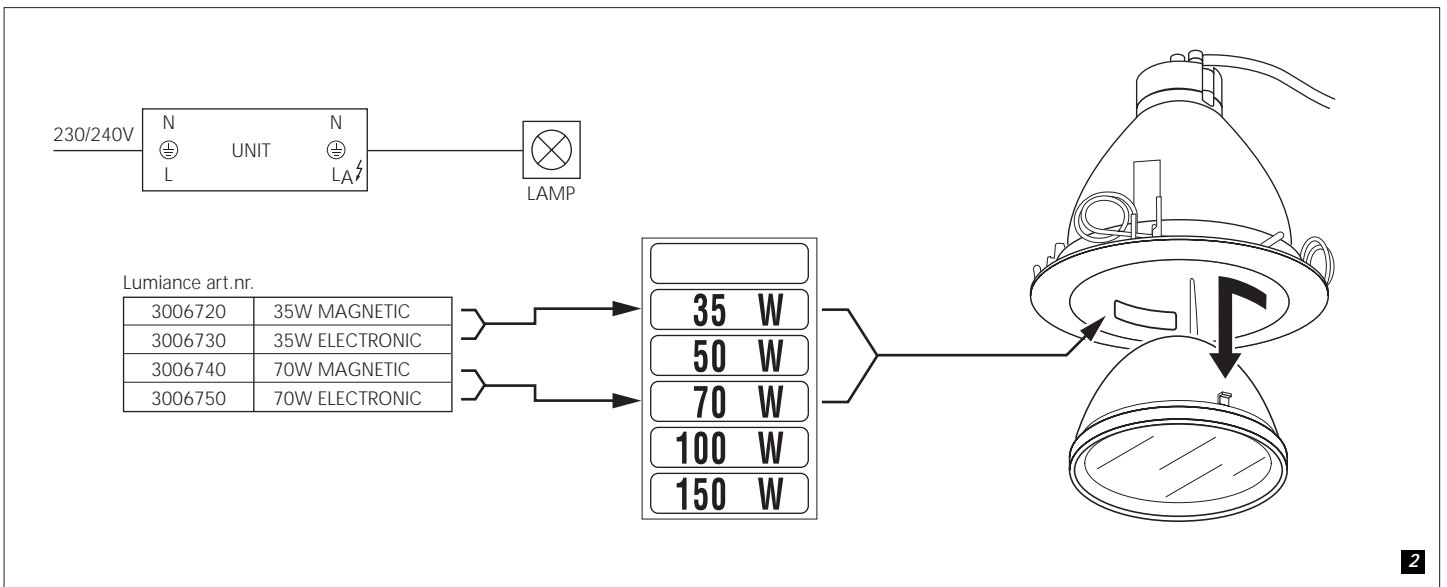 230/240V
N N
UNIT
L LA
LAMP
Lumiance art.nr.
3006720 35W MAGNETIC
3006730 35W ELECTRONIC
3006740 70W MAGNETIC
3006750 70W ELECTRONIC
35 W
50 W
70 W
100 W
150 W
2